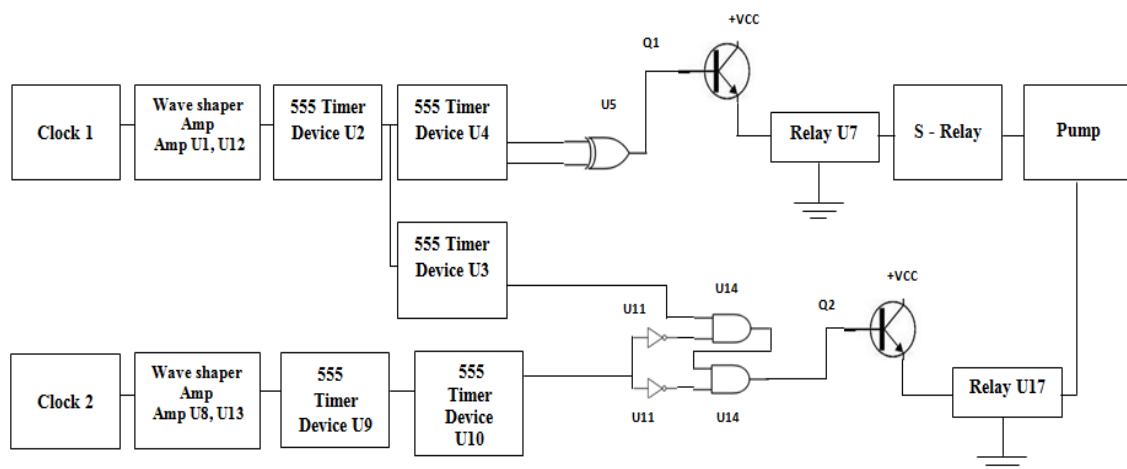 +VCC
Q1
Clock 1
Wave shaper
Amp
Amp U1, U12
555 Timer
Device U2
555 Timer
Device U4
U5
Relay U7
S - Relay
Pump
555 Timer
Device U3
+VCC
U11
U14
Q2
Clock 2
Wave shaper
Amp
Amp U8, U13
555
Timer
Device U9
555
Timer
Device
U10
U11
U14
Relay U17